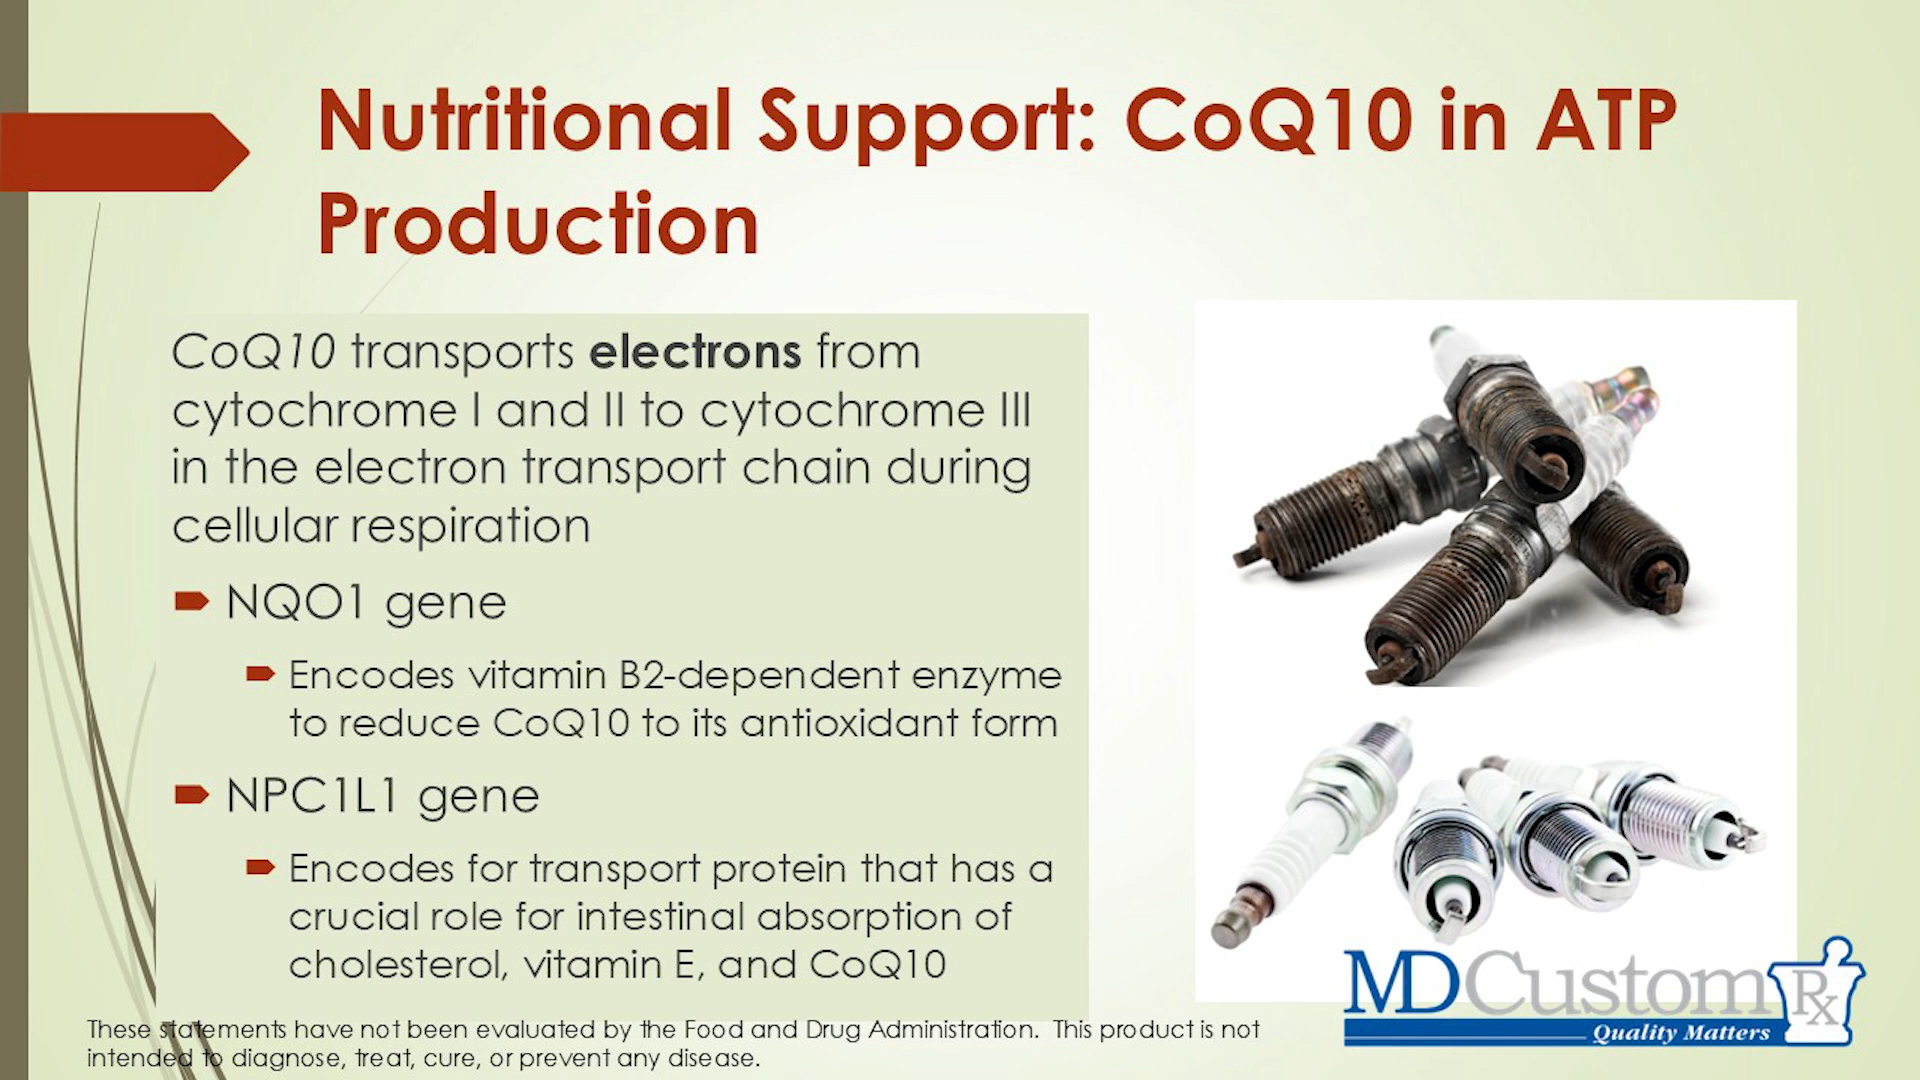 Nutritional Support: CoQ10 in ATP
Production
CoQ10 transports electrons from
cytochrome I and II to cytochrome III
in the electron transport chain during
cellular respiration
NQO1 gene
Encodes vitamin B2-dependent enzyme
to reduce CoQ10 to its antioxidant form
NPC1L1 gene
Encodes for transport protein that has a
crucial role for intestinal absorption of
cholesterol, vitamin E, and CoQ10
These statements have not been evaluated by the Food and Drug Administration. This product is not
intended to diagnose, treat, cure, or prevent any disease.
MDCustom Rx
Quality Matters